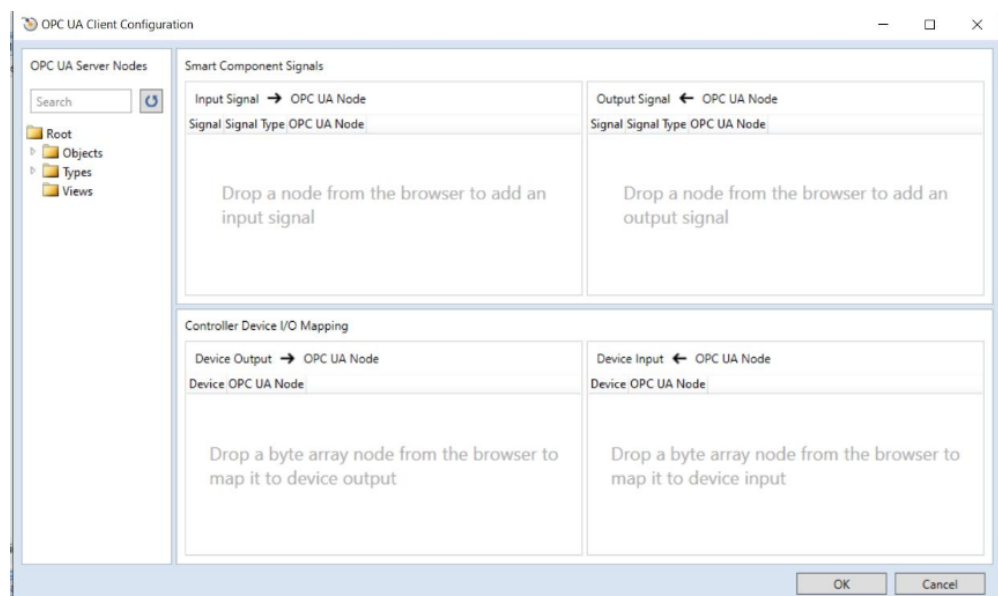 OPC UA Client Configuration
OPC UA Server Nodes
Search
Root
Objects
Types
Views
Smart Component Signals
Input Signal → OPC UA Node
Signal Signal Type OPC UA Node
Drop a node from the browser to add an
input signal
Output Signal ← OPC UA Node
Signal Signal Type OPC UA Node
Drop a node from the browser to add an
output signal
Controller Device I/O Mapping
Device Output → OPC UA Node
Device OPC UA Node
Drop a byte array node from the browser to
map it to device output
Device Input ← OPC UA Node
Device OPC UA Node
Drop a byte array node from the browser to
map it to device input
OK
Cancel